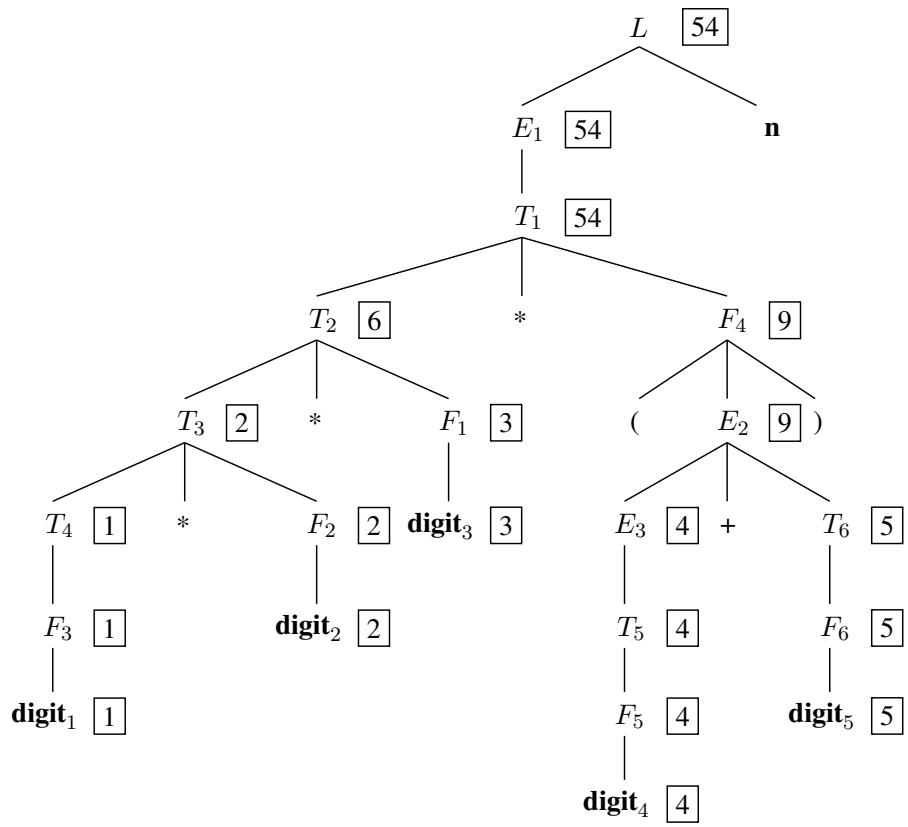 L 54
E₁ 54 n
T₁ 54
T₂ 6 * F₄ 9
T₃ 2 * F₁ 3 ( E₂ 9 )
T₄ 1 * F₂ 2 digit₃ 3 E₃ 4 + T₆ 5
F₃ 1 digit₂ 2 T₅ 4 F₆ 5
digit₁ 1 F₅ 4 digit₅ 5
digit₄ 4